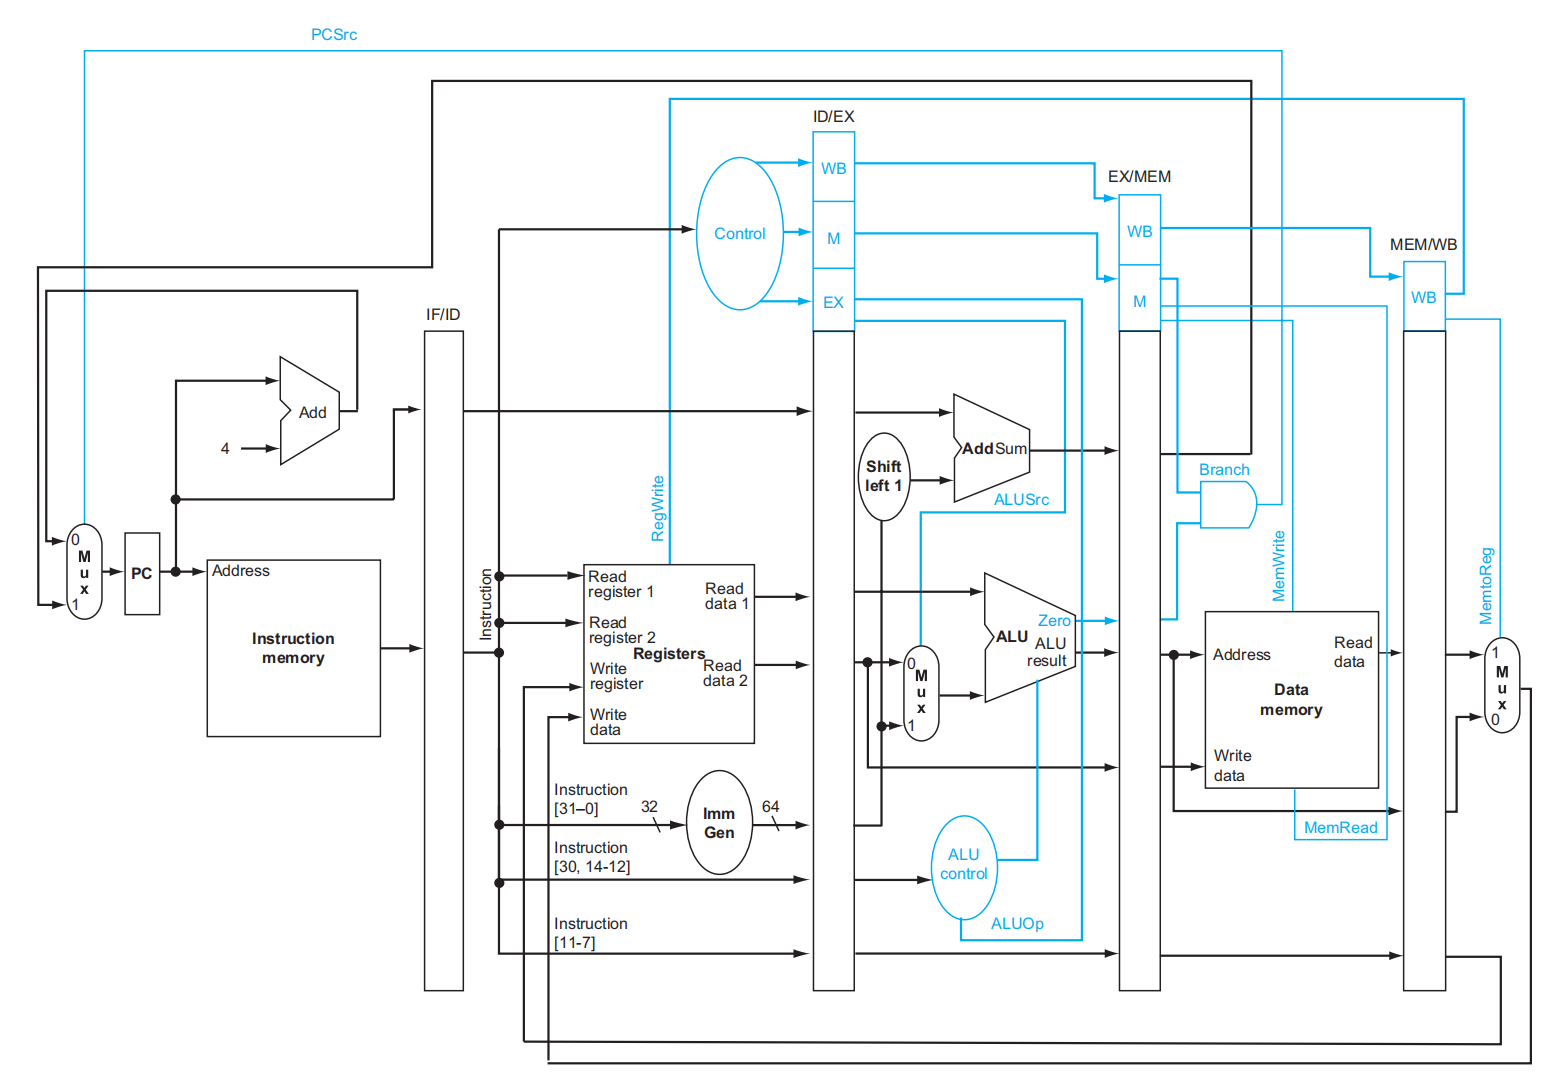 PCSrc
ID/EX
WB
EX/MEM
Control
M
WB
MEM/WB
EX
M
WB
IF/ID
Add
4
Add Sum
Shift
left 1
Branch
ALUSrc
RegWrite
MemWrite
MemtoReg
0
M
u
x
1
PC
Address
Instruction
memory
Instruction
Read
register 1
Read
register 2
Registers
Write
register
Write
data
Read
data 1
Read
data 2
0
M
u
x
1
Zero
ALU
ALU
result
Address
Read
data
Data
memory
Write
data
1
M
u
x
0
Instruction
[31–0]
32
Imm
Gen
64
MemRead
Instruction
[30, 14-12]
ALU
control
Instruction
[11-7]
ALUOp